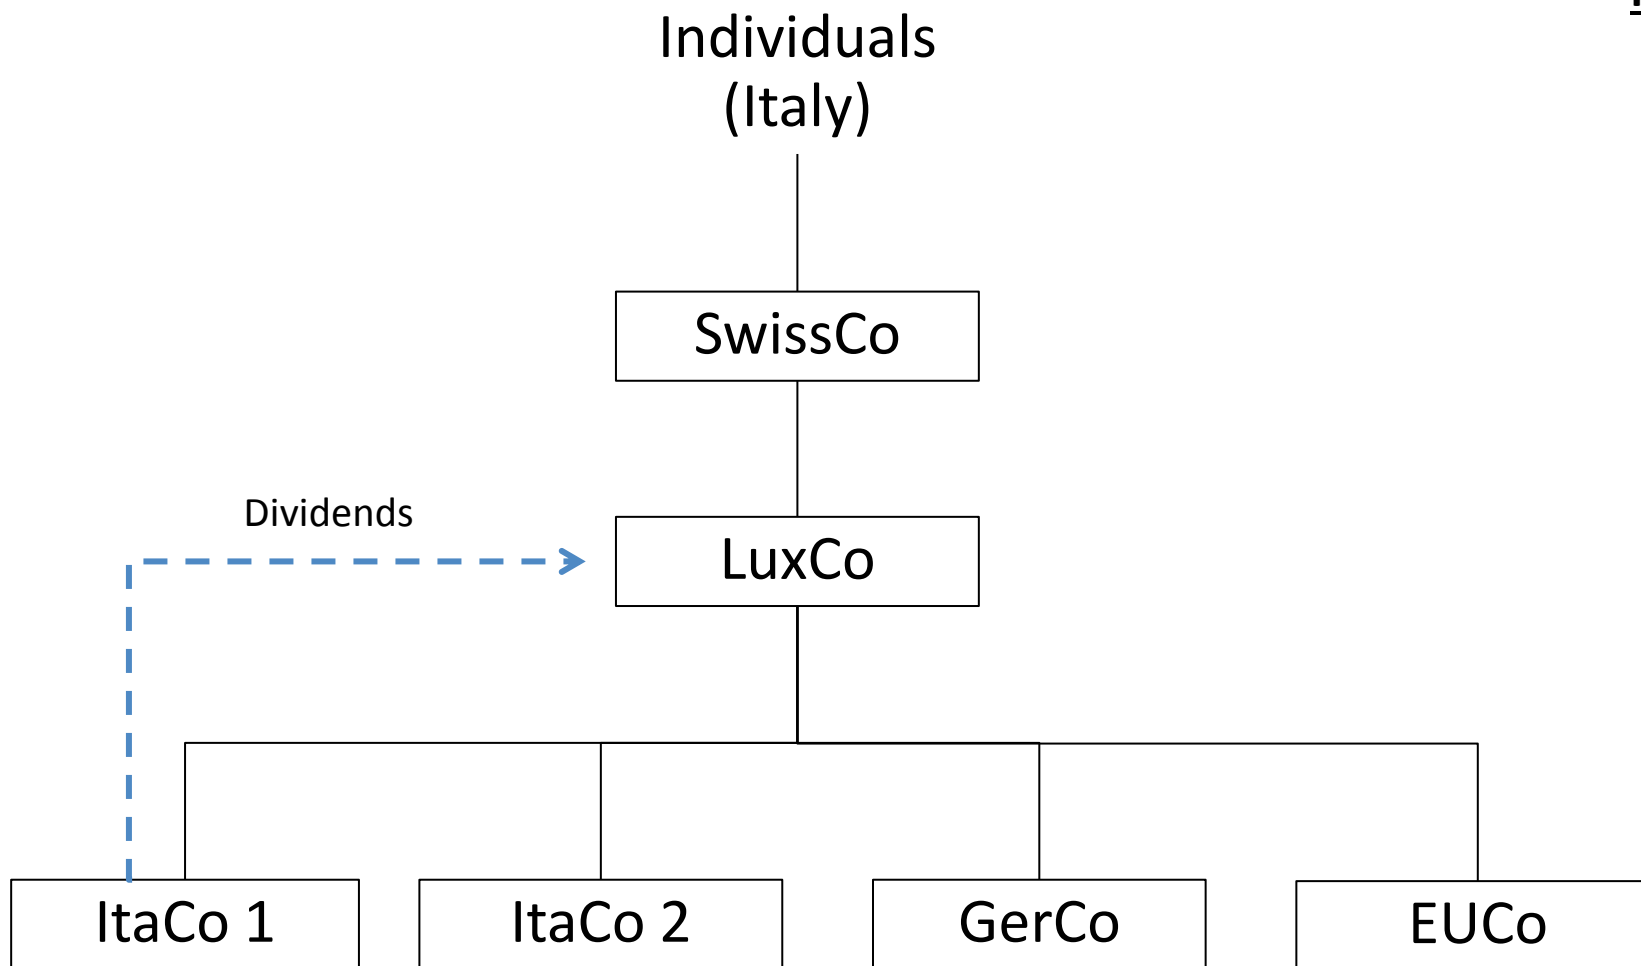 Individuals
(Italy)
SwissCo
Dividends
LuxCo
ItaCo 1
ItaCo 2
GerCo
EUCo